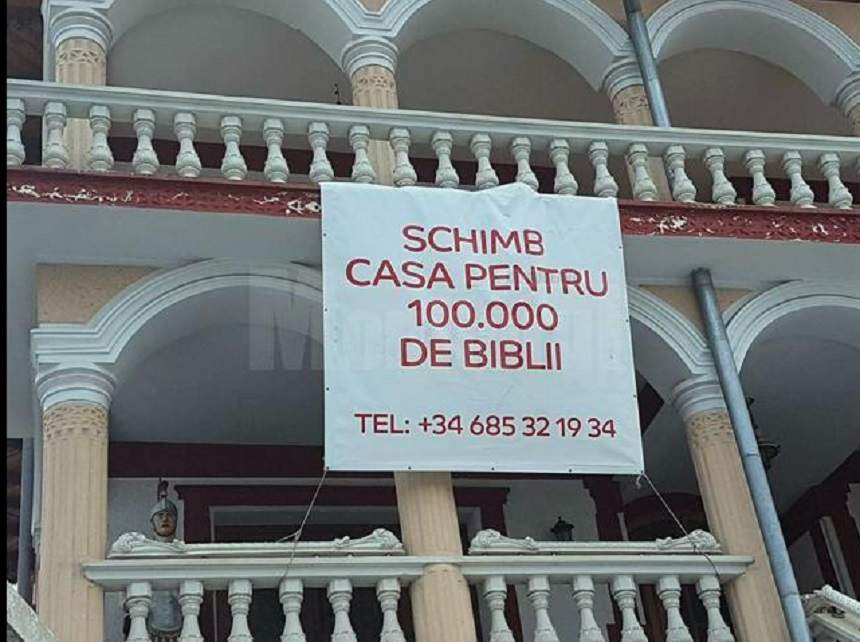 SCHIMB
CASA PENTRU
100.000
DE BIBLII
TEL: +34 685 32 19 34